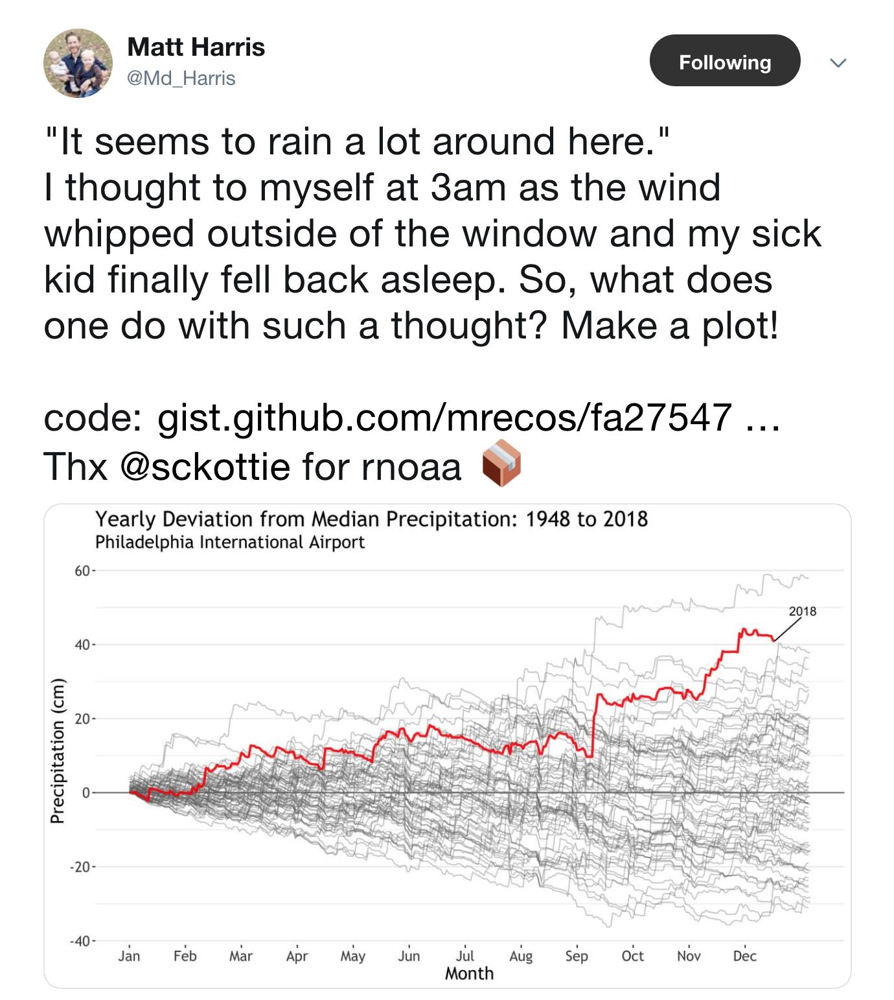 Matt Harris
@Md_Harris
Following
"It seems to rain a lot around here."
I thought to myself at 3am as the wind
whipped outside of the window and my sick
kid finally fell back asleep. So, what does
one do with such a thought? Make a plot!
code: gist.github.com/mrecos/fa27547 …
Thx @sckottie for rnoaa 📦
Yearly Deviation from Median Precipitation: 1948 to 2018
Philadelphia International Airport
Precipitation (cm)
60
40
20
0
-20
-40
2018
Jan Feb Mar Apr May Jun Jul Aug Sep Oct Nov Dec
Month